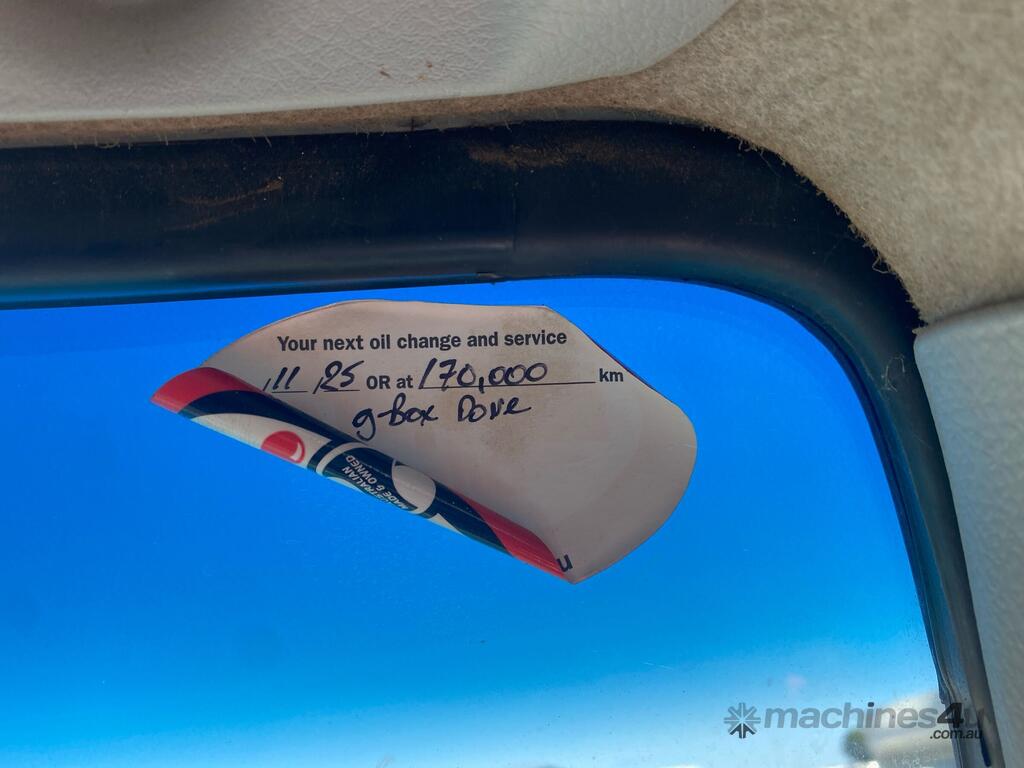 Your next oil change and service
11 25 OR at 170,000 km
g-box Done
AUSTRALIAN
MADE & OWNED
machines4u
.com.au